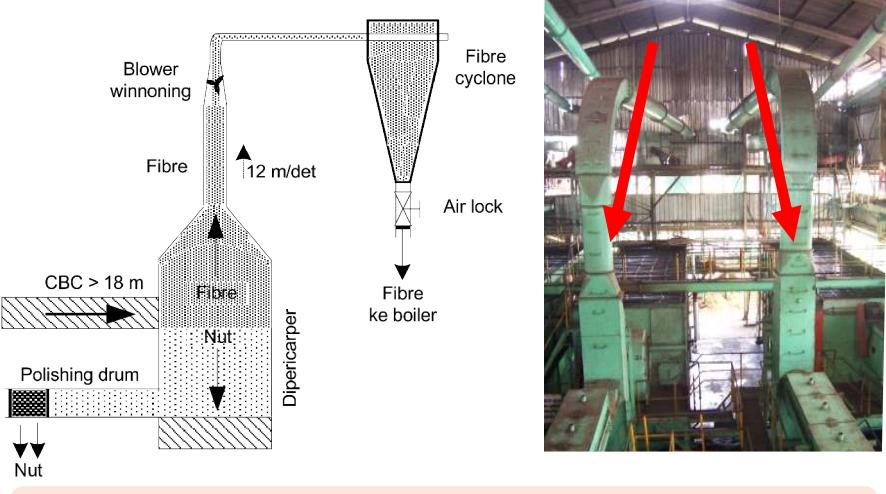 Blower
winnoning
Fibre
cyclone
Fibre
12 m/det
Air lock
CBC > 18 m
Fibre
Fibre
ke boiler
Nut
Dipericarper
Polishing drum
Nut